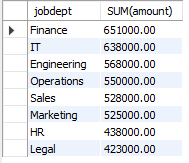 jobdept SUM(amount)
Finance 651000.00
IT 638000.00
Engineering 568000.00
Operations 550000.00
Sales 528000.00
Marketing 525000.00
HR 438000.00
Legal 423000.00